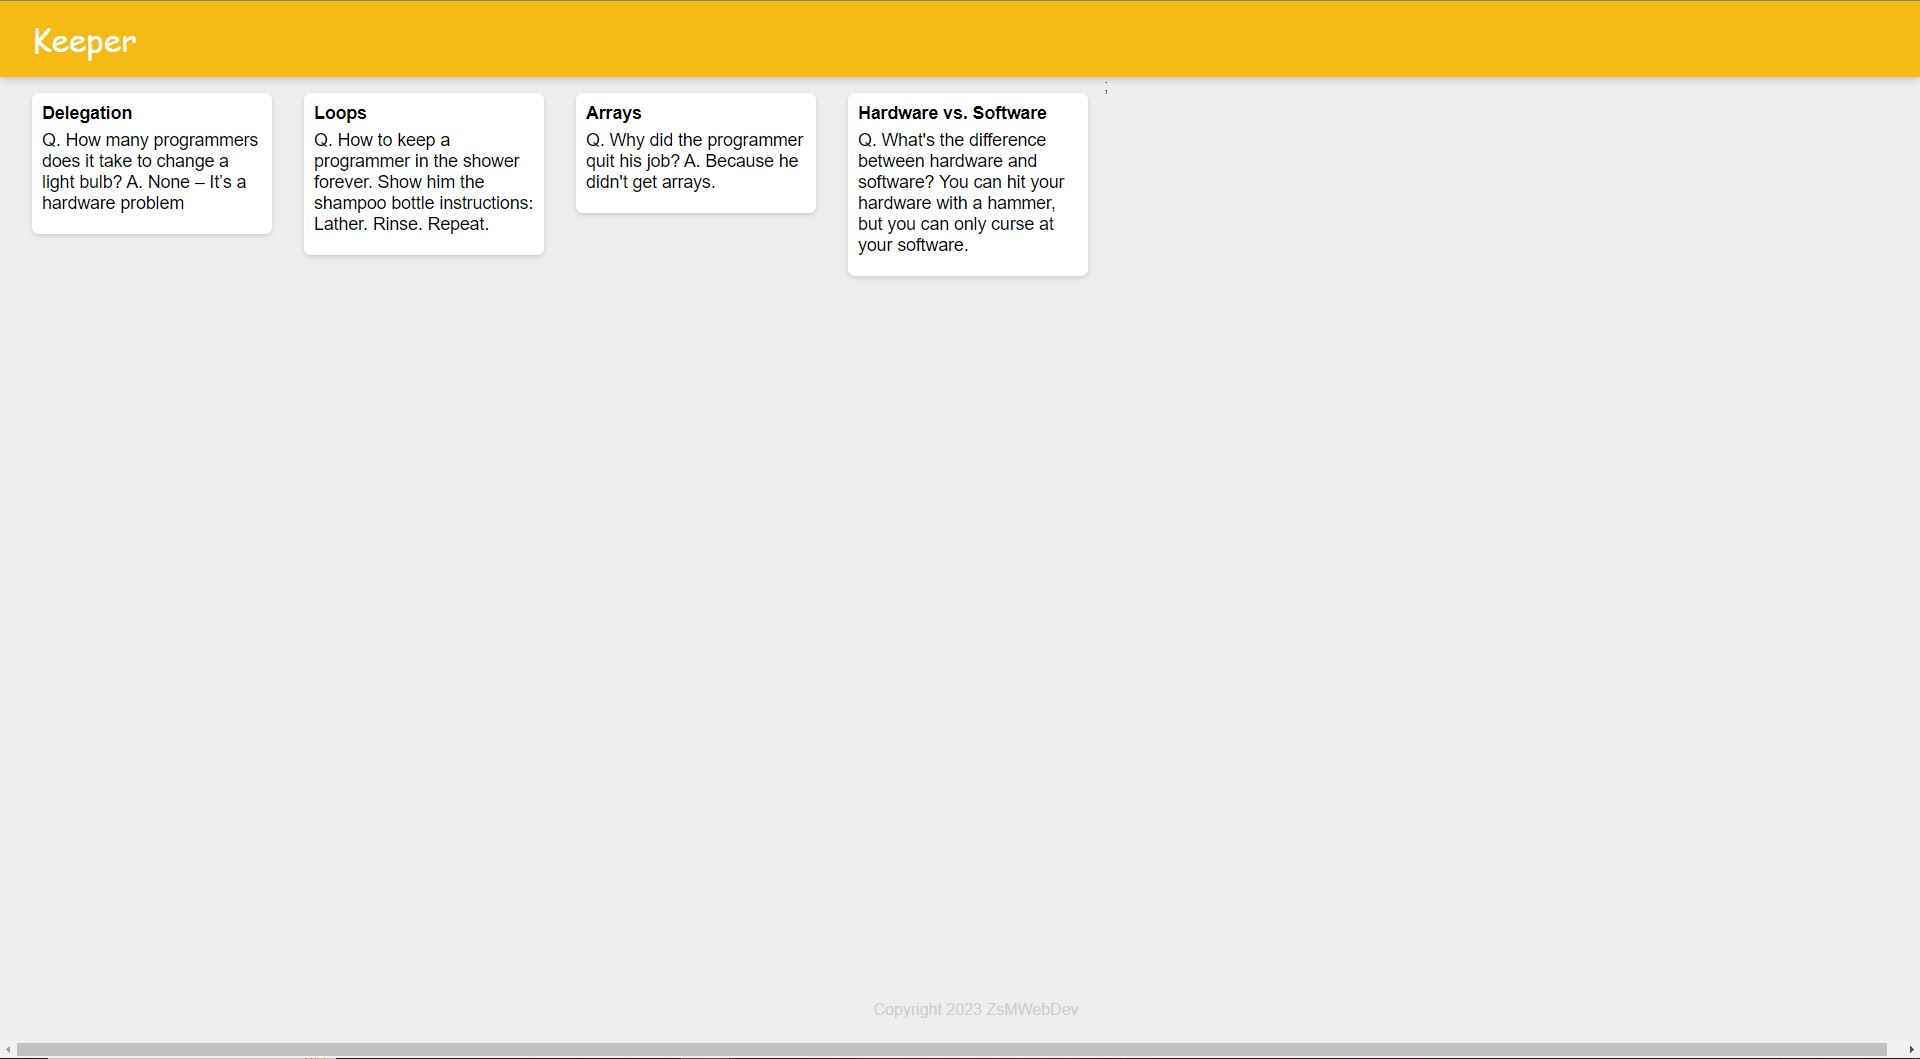 Keeper
;
Delegation
Q. How many programmers
does it take to change a
light bulb? A. None – It’s a
hardware problem
Loops
Q. How to keep a
programmer in the shower
forever. Show him the
shampoo bottle instructions:
Lather. Rinse. Repeat.
Arrays
Q. Why did the programmer
quit his job? A. Because he
didn't get arrays.
Hardware vs. Software
Q. What's the difference
between hardware and
software? You can hit your
hardware with a hammer,
but you can only curse at
your software.
Copyright 2023 ZsMWebDev